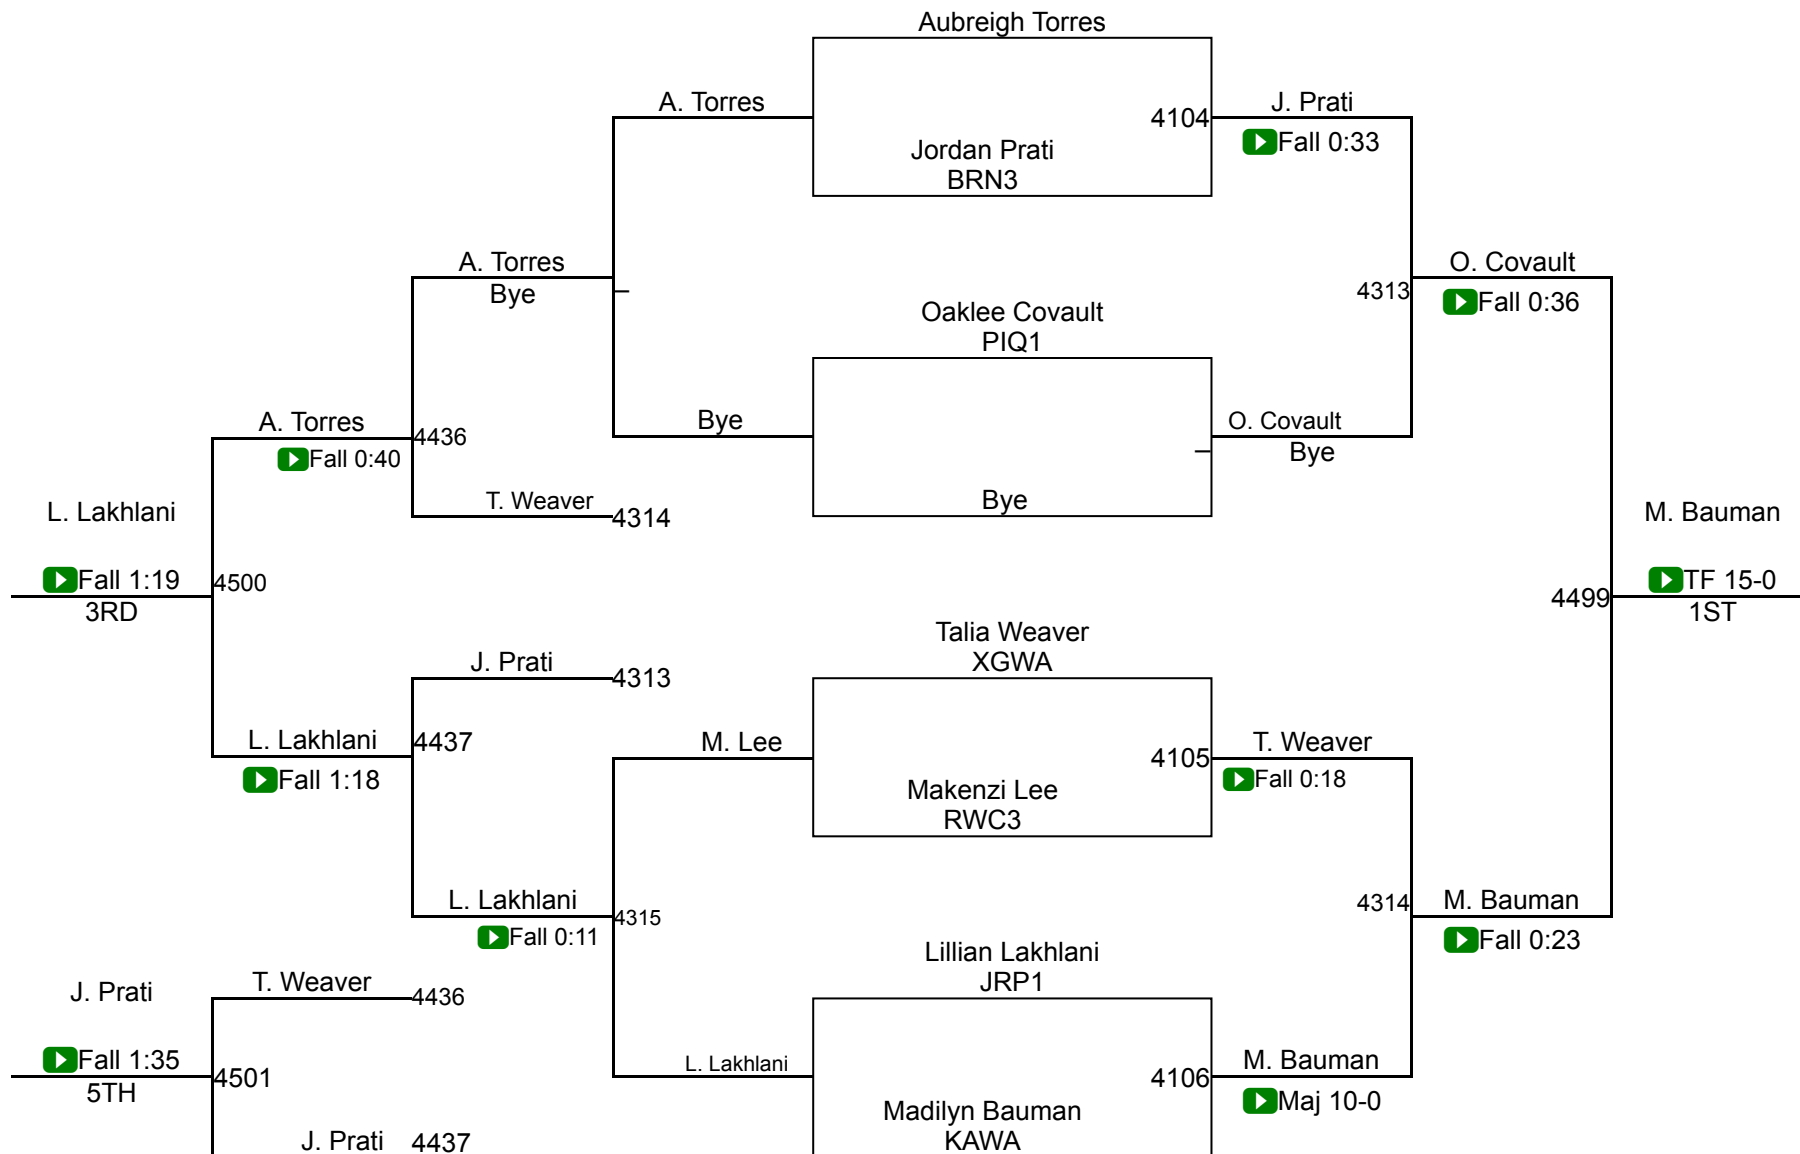 Aubreigh Torres
A. Torres
4104
J. Prati
Fall 0:33
Jordan Prati
BRN3
A. Torres
Bye
O. Covault
4313
Fall 0:36
Oaklee Covault
PIQ1
A. Torres
4436
Fall 0:40
Bye
O. Covault
Bye
T. Weaver
4314
Bye
L. Lakhlani
M. Bauman
Fall 1:19
4500
3RD
4499
TF 15-0
1ST
Talia Weaver
XGWA
J. Prati
4313
L. Lakhlani
4437
Fall 1:18
M. Lee
4105
T. Weaver
Fall 0:18
Makenzi Lee
RWC3
L. Lakhlani
4315
Fall 0:11
4314
M. Bauman
Fall 0:23
Lillian Lakhlani
JRP1
J. Prati
T. Weaver
4436
Fall 1:35
4501
5TH
L. Lakhlani
4106
M. Bauman
Maj 10-0
Madilyn Bauman
KAWA
J. Prati
4437